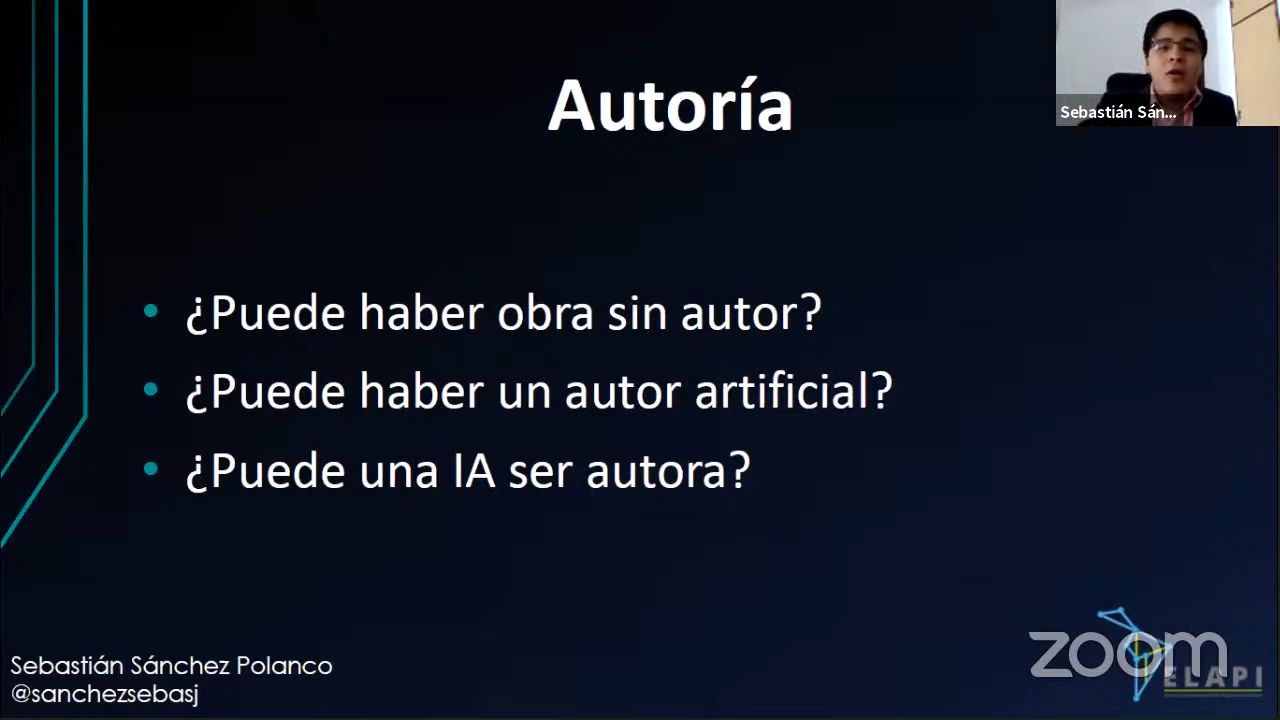 Autoría
Sebastián Sán...
¿Puede haber obra sin autor?
¿Puede haber un autor artificial?
¿Puede una IA ser autora?
Sebastián Sánchez Polanco
@sanchezsebasj
zoom
ELAPI